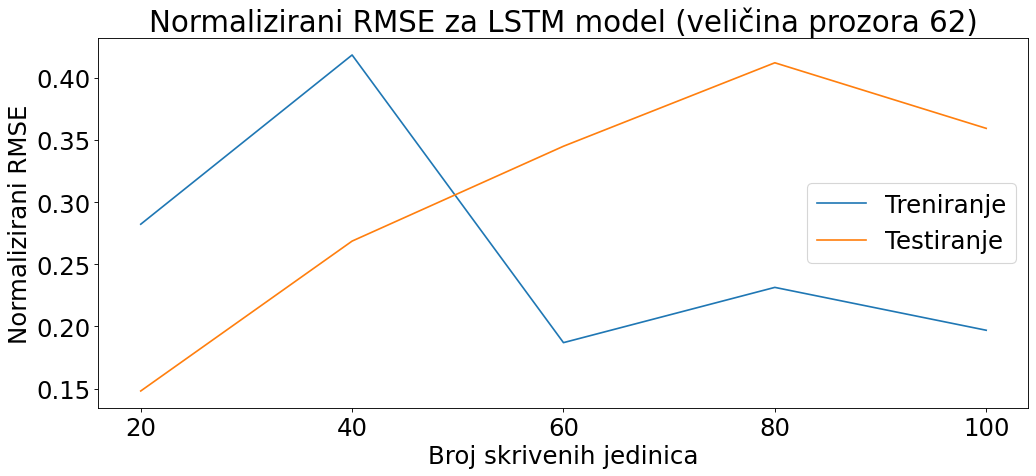 Normalizirani RMSE za LSTM model (veličina prozora 62)
Normalizirani RMSE
0.40
0.35
0.30
0.25
0.20
0.15
Treniranje
Testiranje
20 40 60 80 100
Broj skrivenih jedinica